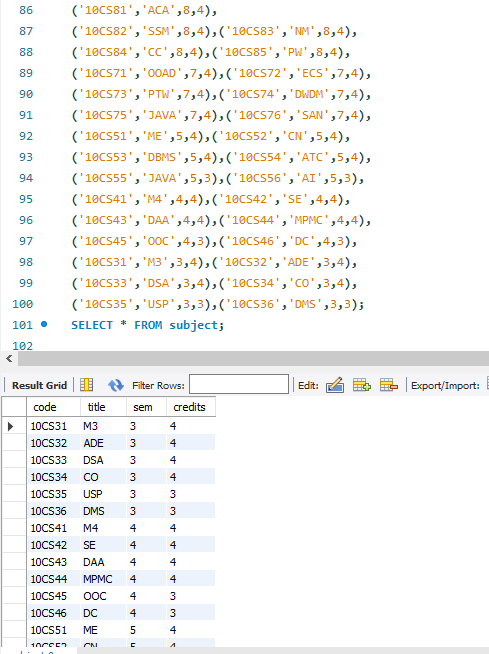 86 ('10CS81','ACA',8,4),
87 ('10CS82','SSM',8,4),('10CS83','NM',8,4),
88 ('10CS84','CC',8,4),('10CS85','PW',8,4),
89 ('10CS71','OOAD',7,4),('10CS72','ECS',7,4),
90 ('10CS73','PTW',7,4),('10CS74','DWDM',7,4),
91 ('10CS75','JAVA',7,4),('10CS76','SAN',7,4),
92 ('10CS51','ME',5,4),('10CS52','CN',5,4),
93 ('10CS53','DBMS',5,4),('10CS54','ATC',5,4),
94 ('10CS55','JAVA',5,3),('10CS56','AI',5,3),
95 ('10CS41','M4',4,4),('10CS42','SE',4,4),
96 ('10CS43','DAA',4,4),('10CS44','MPMC',4,4),
97 ('10CS45','OOC',4,3),('10CS46','DC',4,3),
98 ('10CS31','M3',3,4),('10CS32','ADE',3,4),
99 ('10CS33','DSA',3,4),('10CS34','CO',3,4),
100 ('10CS35','USP',3,3),('10CS36','DMS',3,3);
101 SELECT * FROM subject;
102
Result Grid Filter Rows: Edit: Export/Import:
code title sem credits
10CS31 M3 3 4
10CS32 ADE 3 4
10CS33 DSA 3 4
10CS34 CO 3 4
10CS35 USP 3 3
10CS36 DMS 3 3
10CS41 M4 4 4
10CS42 SE 4 4
10CS43 DAA 4 4
10CS44 MPMC 4 4
10CS45 OOC 4 3
10CS46 DC 4 3
10CS51 ME 5 4
10CS52 CN 5 4